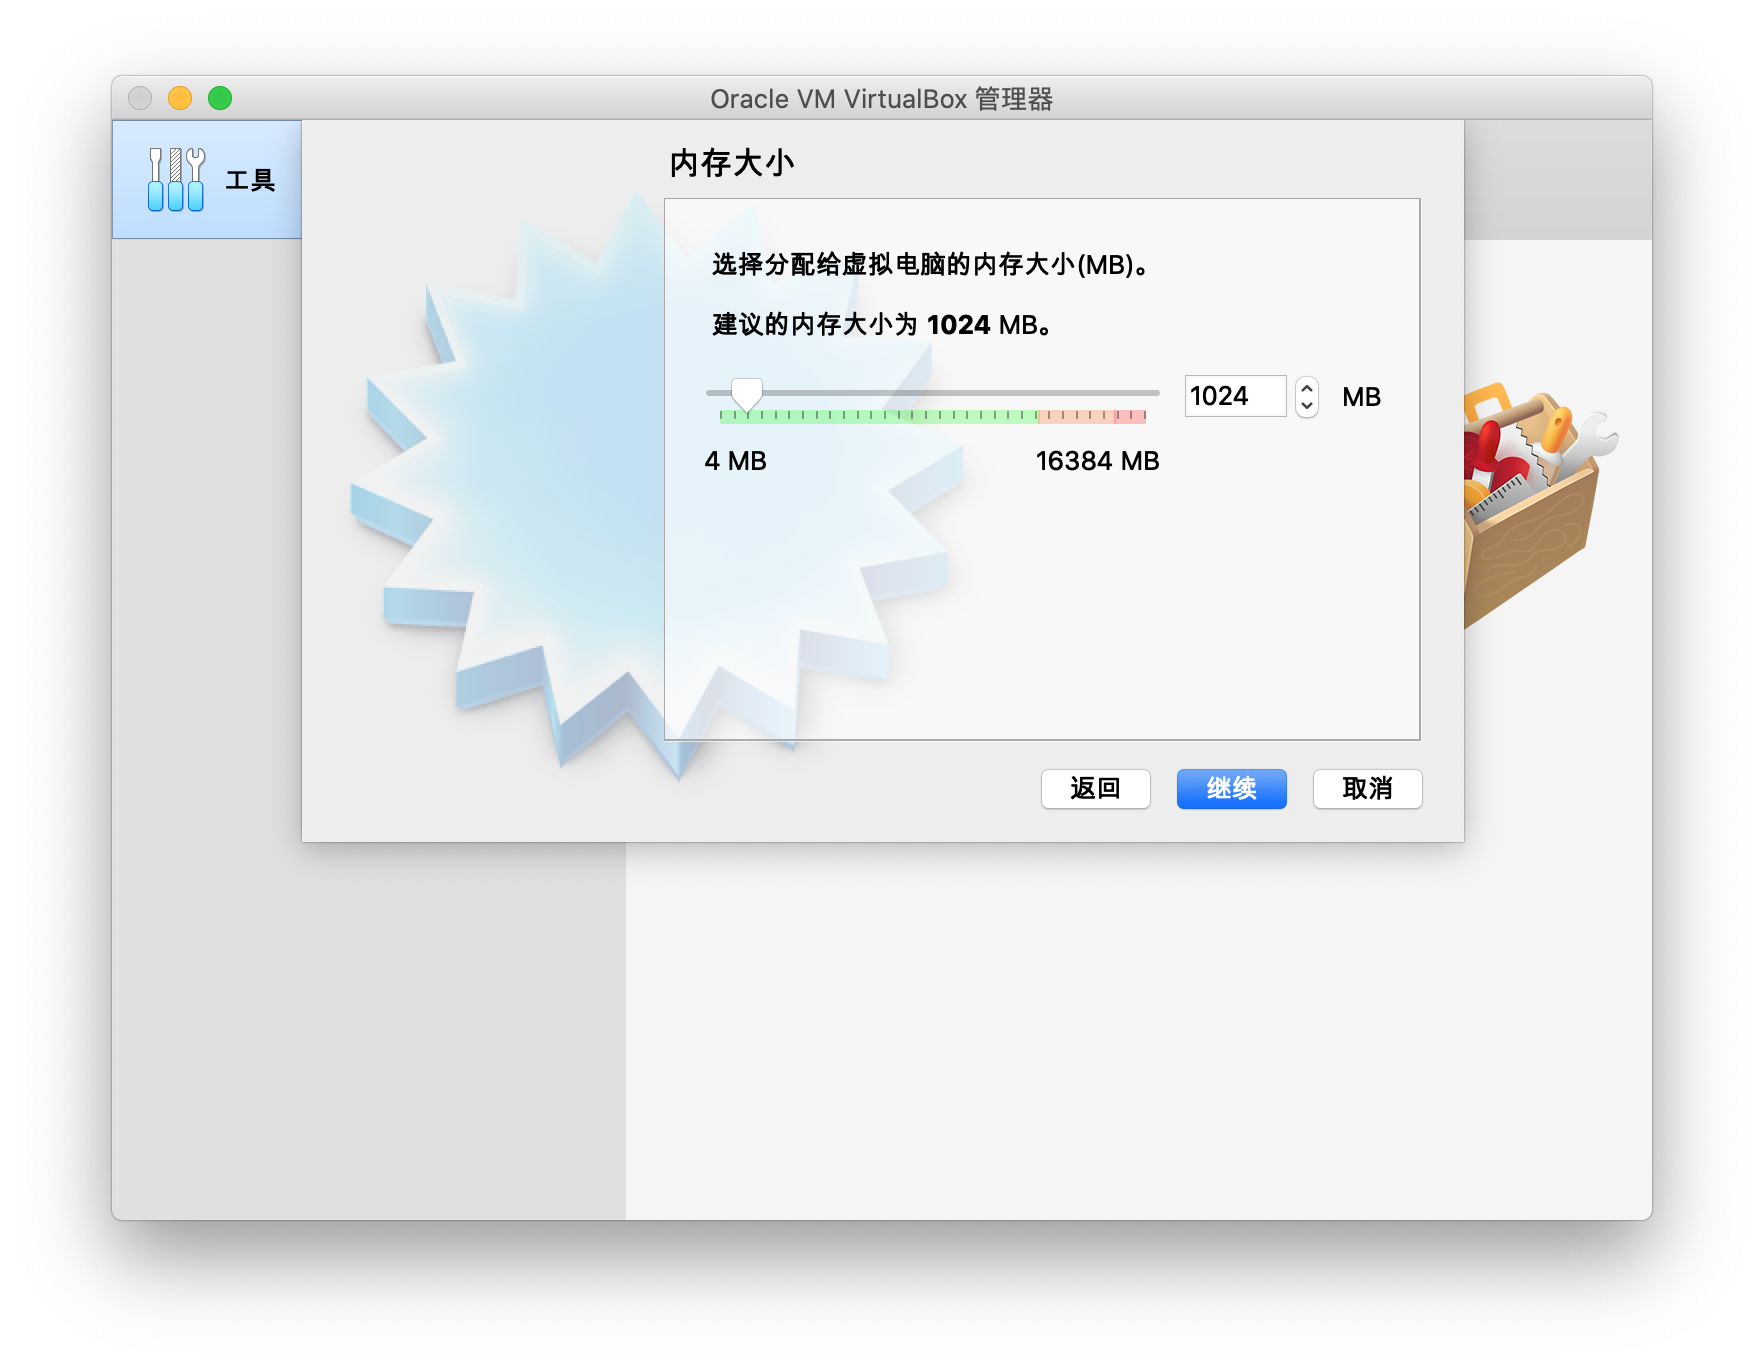 Oracle VM VirtualBox 管理器
工具
内存大小
选择分配给虚拟电脑的内存大小(MB)。
建议的内存大小为 1024 MB。
1024 MB
4 MB 16384 MB
返回 继续 取消